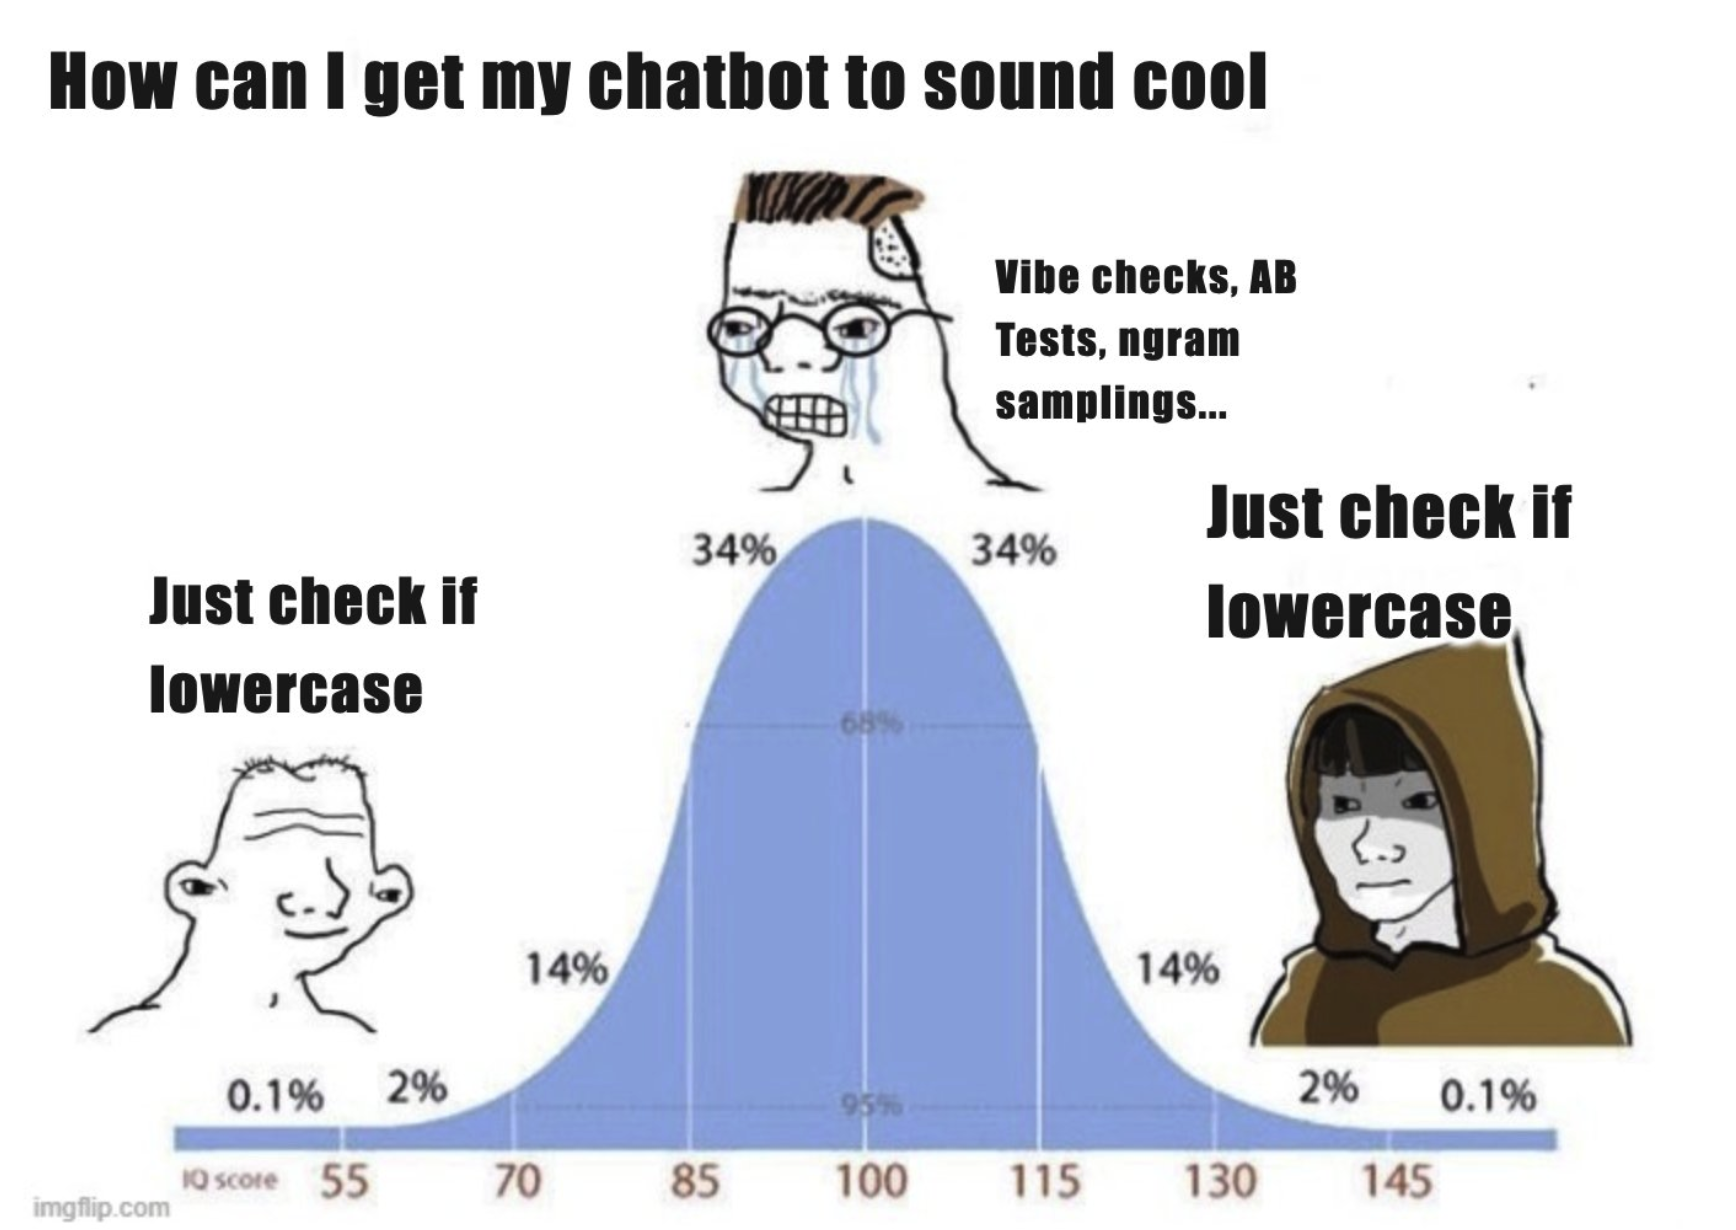 How can I get my chatbot to sound cool
Vibe checks, AB
Tests, ngram
samplings...
Just check if
lowercase
Just check if
lowercase
34%
34%
68%
14%
14%
0.1%
2%
95%
2%
0.1%
IQ score
55
70
85
100
115
130
145
imgflip.com